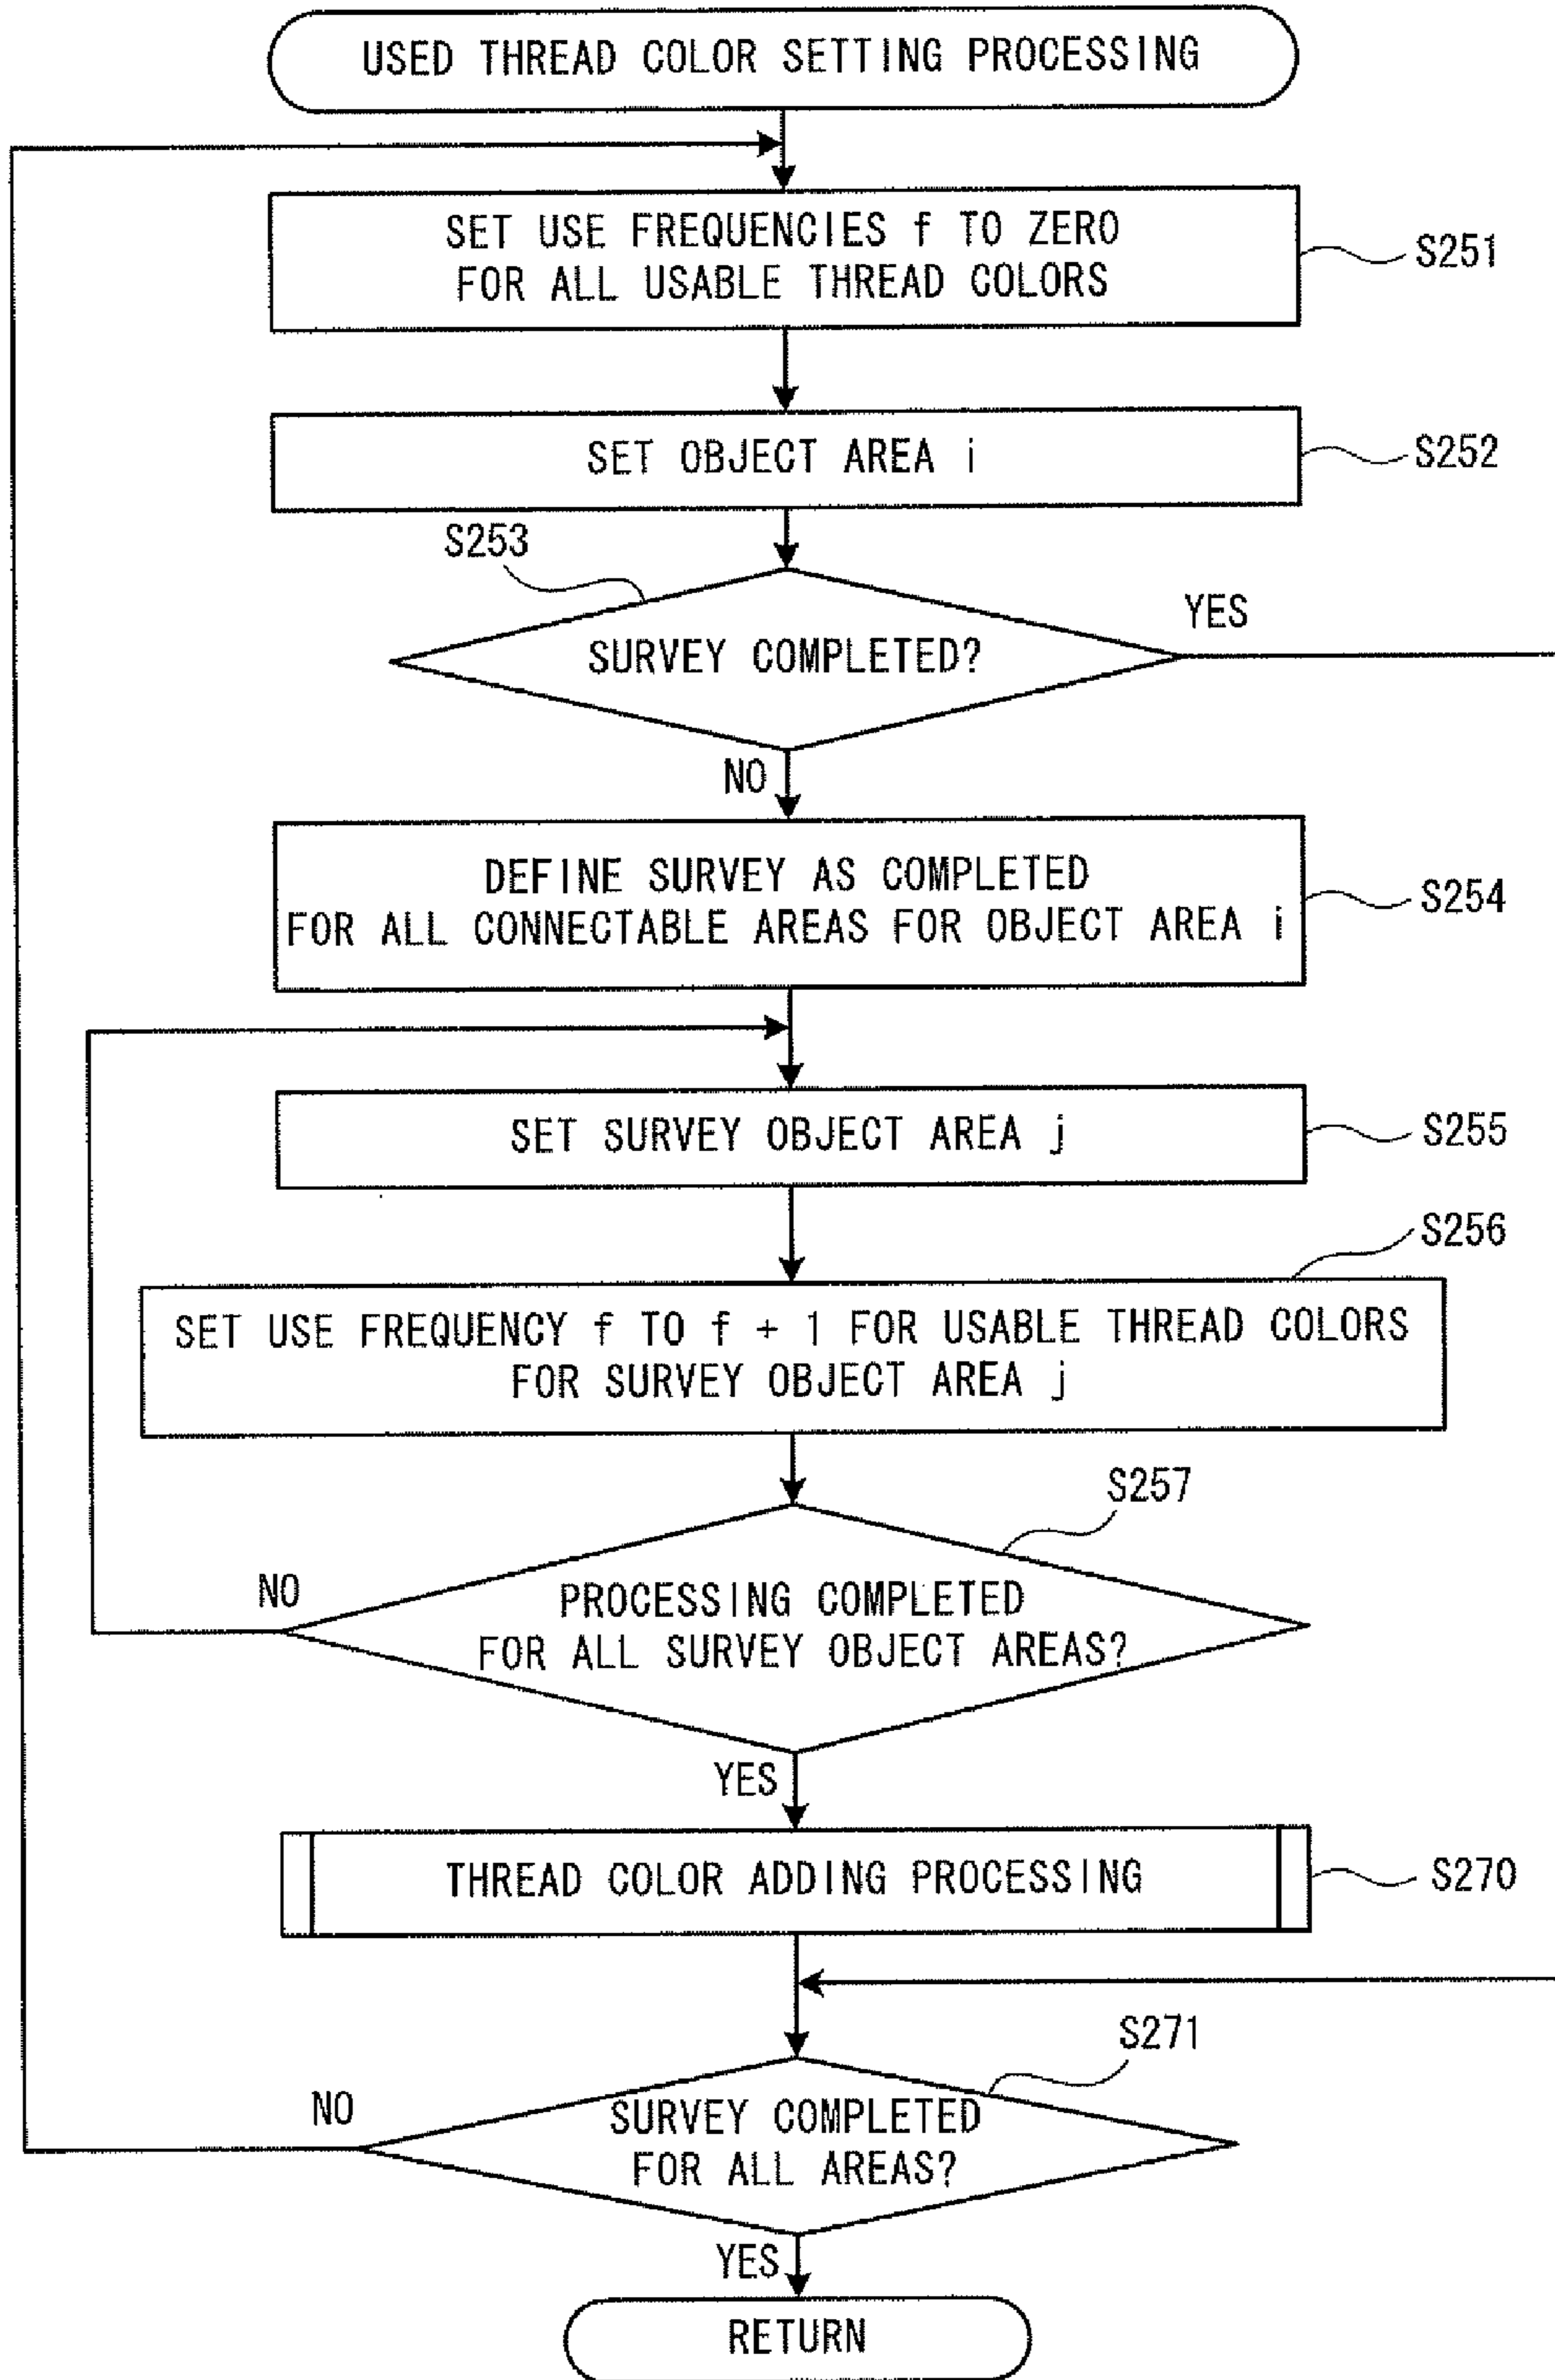 USED THREAD COLOR SETTING PROCESSING
SET USE FREQUENCIES f TO ZERO
FOR ALL USABLE THREAD COLORS
S251
SET OBJECT AREA i
S252
S253
SURVEY COMPLETED?
YES
NO
DEFINE SURVEY AS COMPLETED
FOR ALL CONNECTABLE AREAS FOR OBJECT AREA i
S254
SET SURVEY OBJECT AREA j
S255
S256
SET USE FREQUENCY f TO f + 1 FOR USABLE THREAD COLORS
FOR SURVEY OBJECT AREA j
S257
NO
PROCESSING COMPLETED
FOR ALL SURVEY OBJECT AREAS?
YES
THREAD COLOR ADDING PROCESSING
S270
S271
NO
SURVEY COMPLETED
FOR ALL AREAS?
YES
RETURN